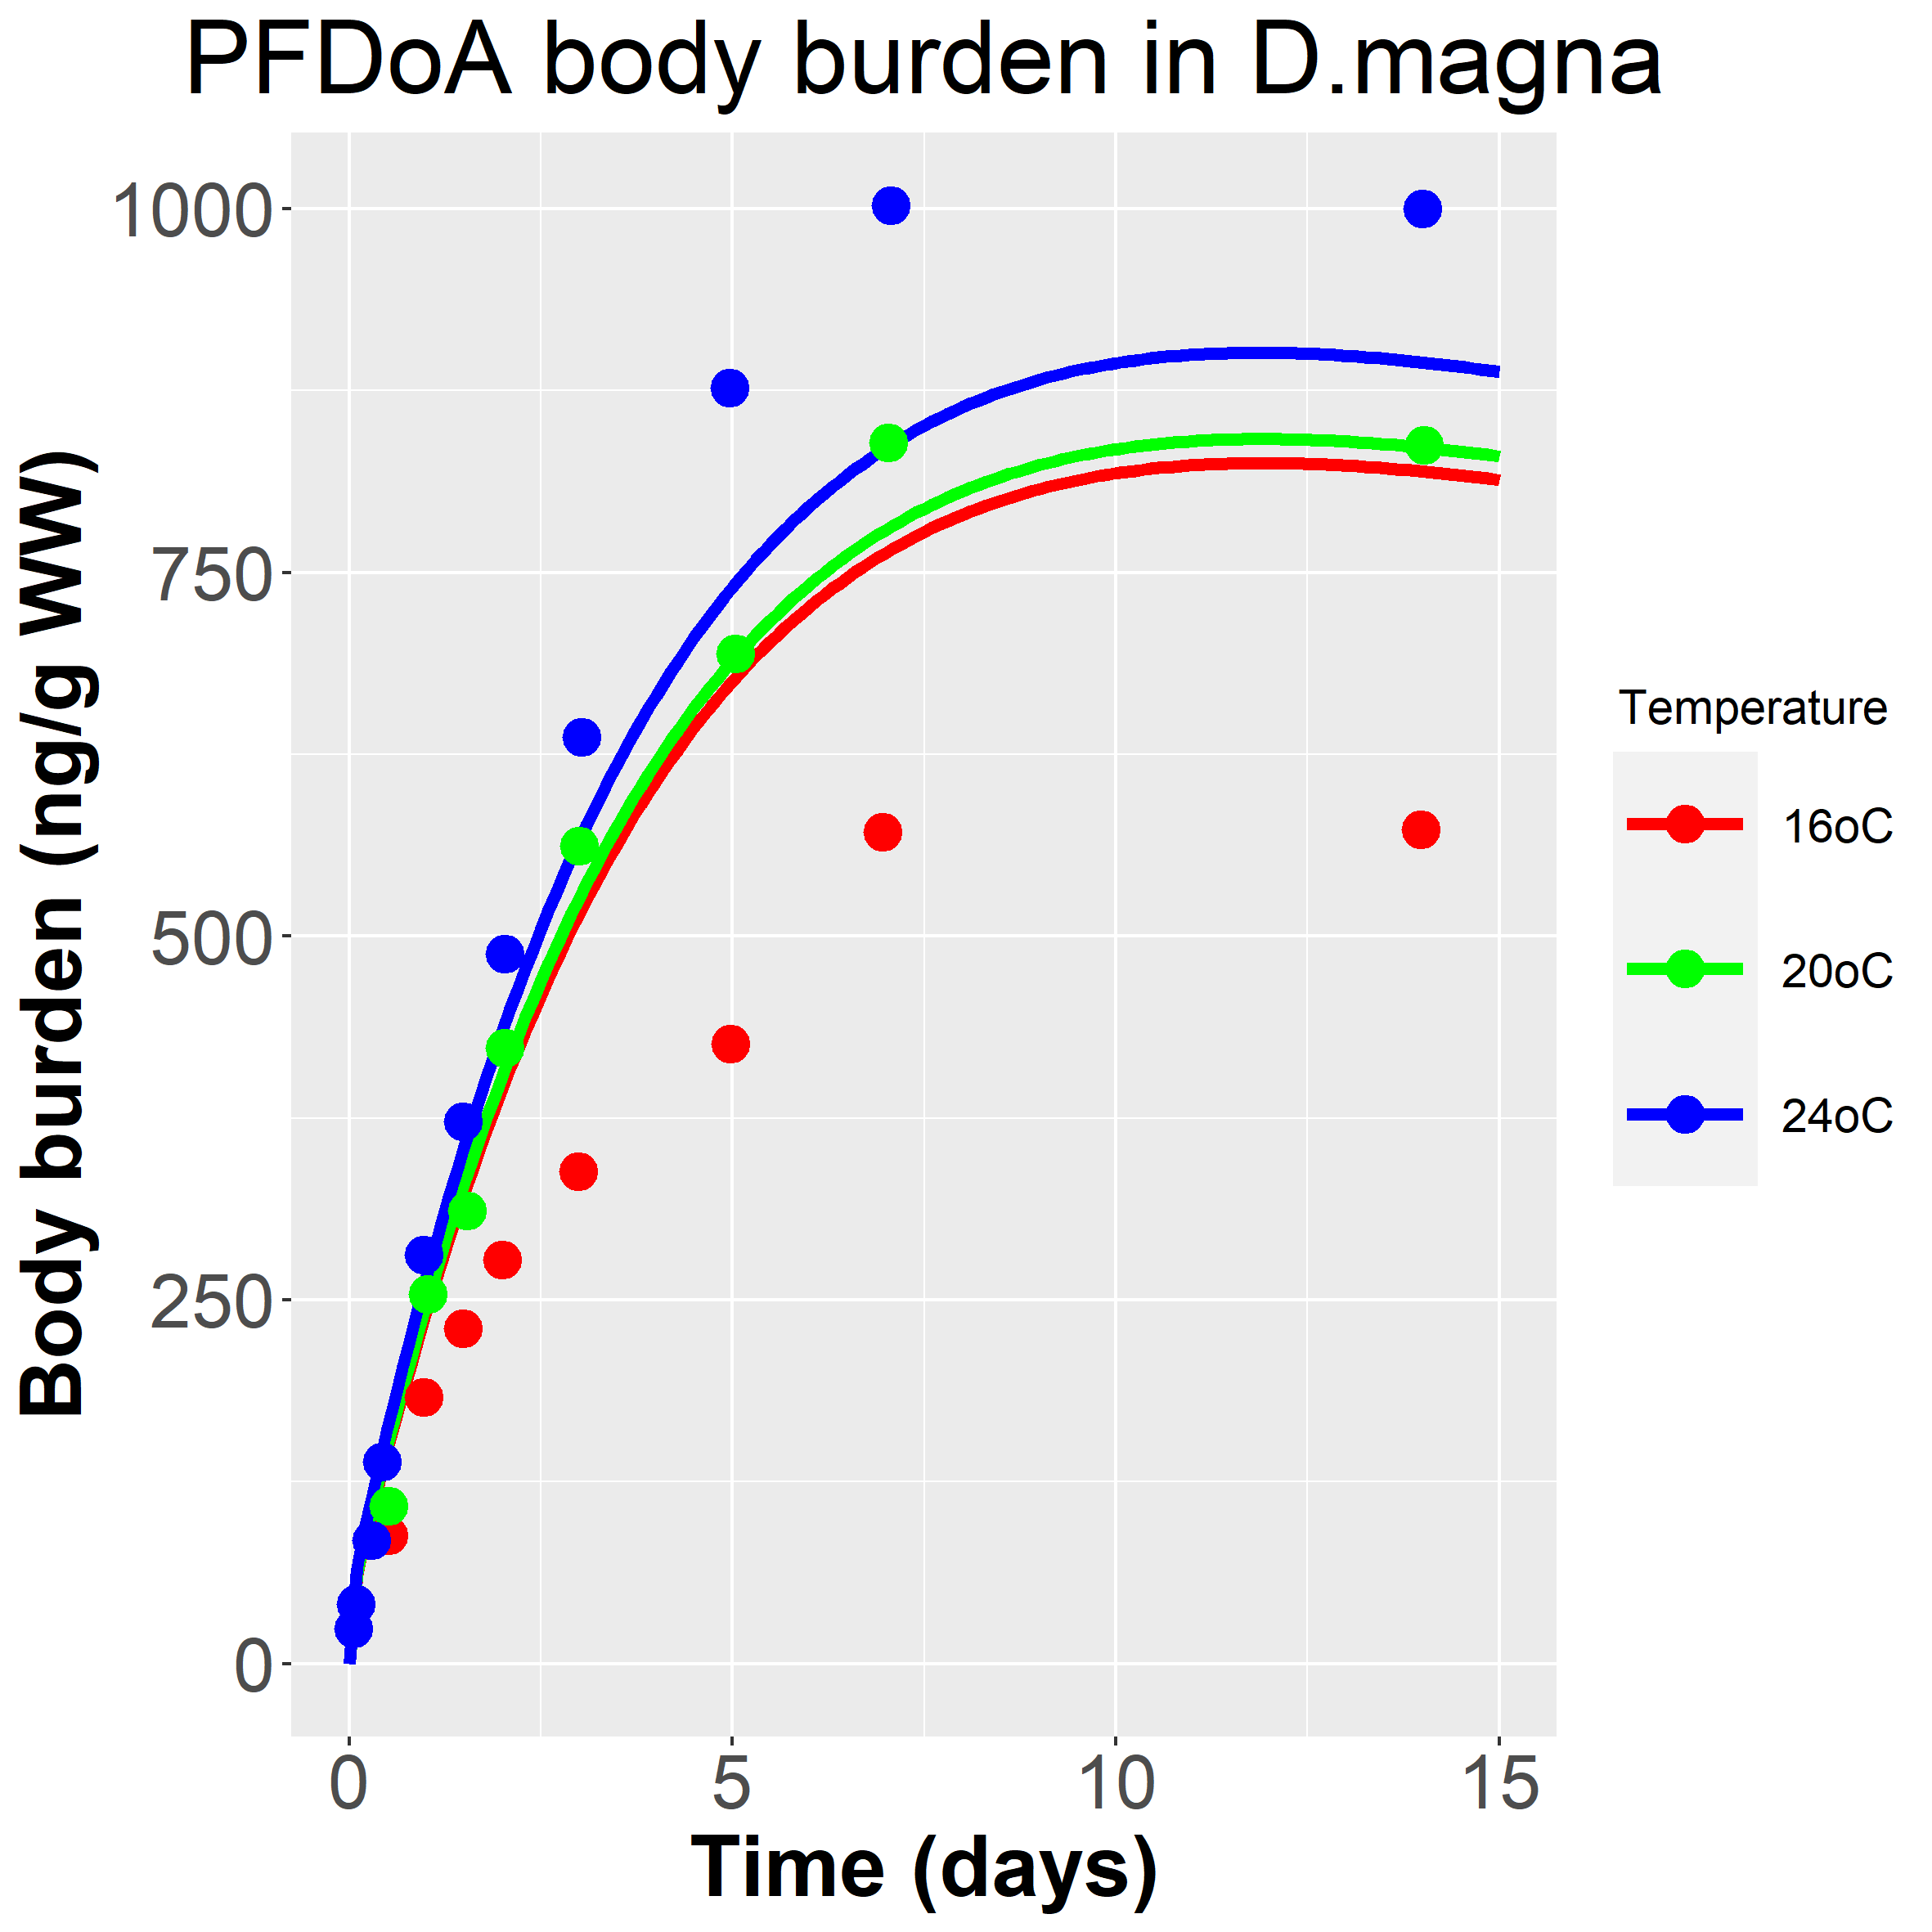 PFDoA body burden in D.magna
Body burden (ng/g WW)
1000
750
500
250
0
0 5 10 15
Time (days)
Temperature
16oC
20oC
24oC